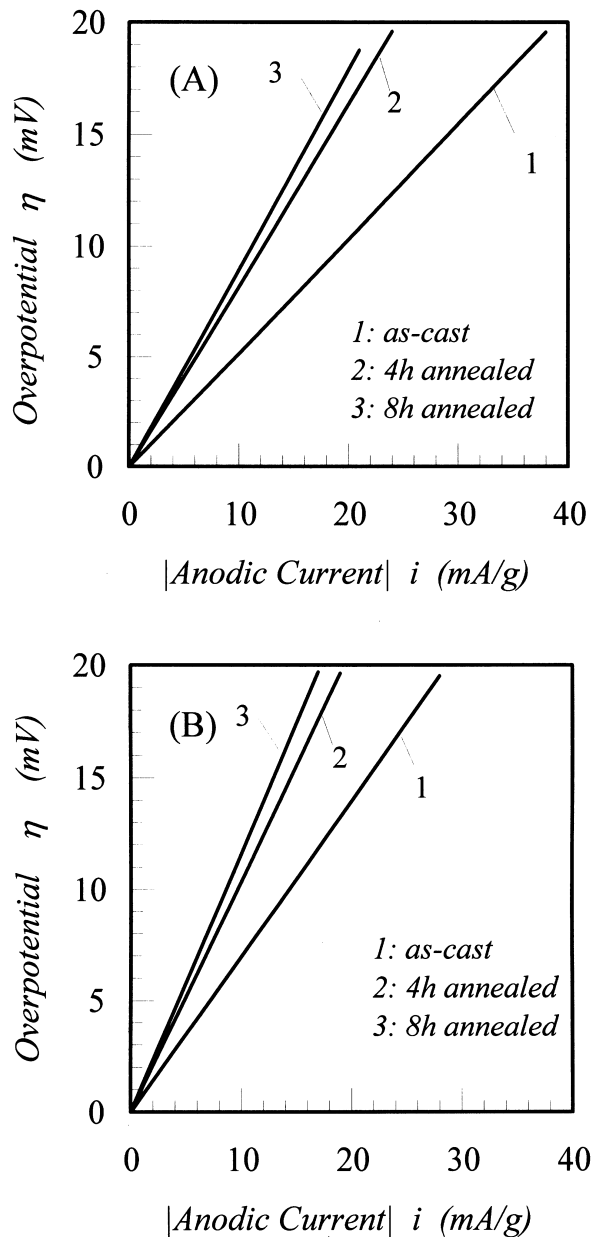 20
(A)
3
2
15
1
10
5
0
Overpotential η (mV)
1: as-cast
2: 4h annealed
3: 8h annealed
0 10 20 30 40
|Anodic Current| i (mA/g)
20
(B)
3
2
1
15
10
5
0
Overpotential η (mV)
1: as-cast
2: 4h annealed
3: 8h annealed
0 10 20 30 40
|Anodic Current| i (mA/g)